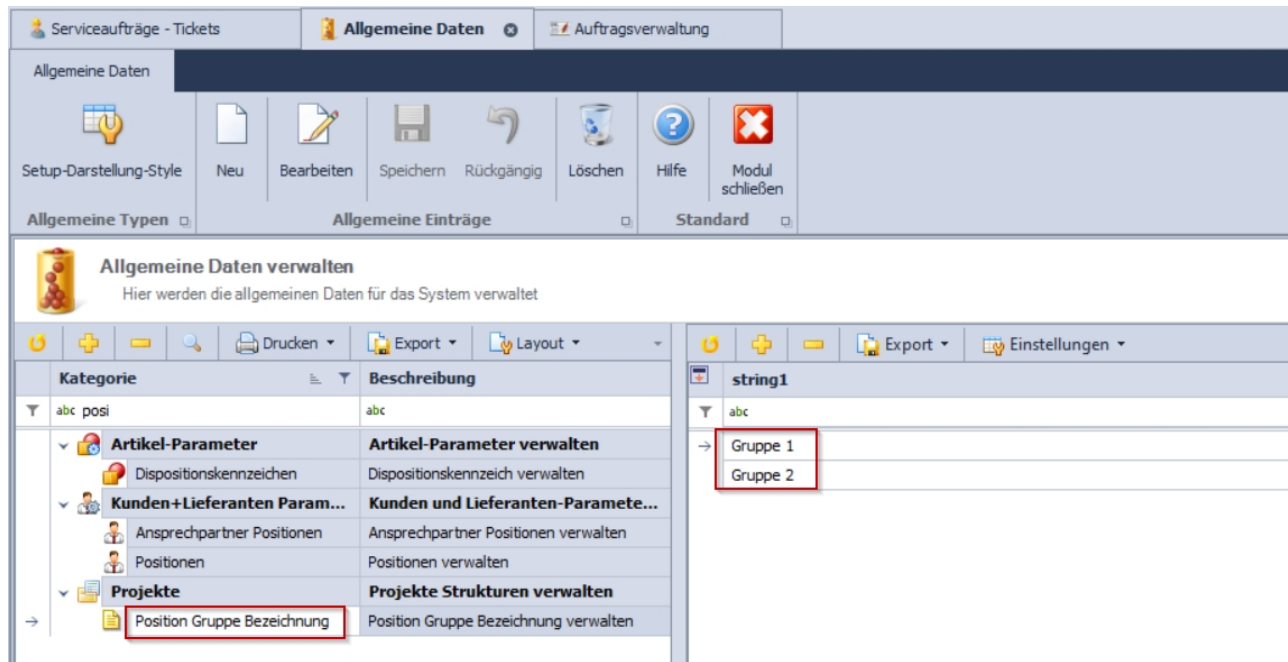 Serviceaufträge - Tickets
Allgemeine Daten
Auftragsverwaltung
Allgemeine Daten
Setup-Darstellung-Style
Neu
Bearbeiten
Speichern
Rückgängig
Löschen
Hilfe
Modul
schließen
Allgemeine Typen
Allgemeine Einträge
Standard
Allgemeine Daten verwalten
Hier werden die allgemeinen Daten für das System verwaltet
Drucken
Export
Layout
Kategorie
Beschreibung
abc posi
abc
Artikel-Parameter
Artikel-Parameter verwalten
Dispositionskennzeichen
Dispositionskennzeich verwalten
Kunden+Lieferanten Param...
Kunden und Lieferanten-Paramete...
Ansprechpartner Positionen
Ansprechpartner Positionen verwalten
Positionen
Positionen verwalten
Projekte
Projekte Strukturen verwalten
Position Gruppe Bezeichnung
Position Gruppe Bezeichnung verwalten
Export
Einstellungen
string1
abc
Gruppe 1
Gruppe 2